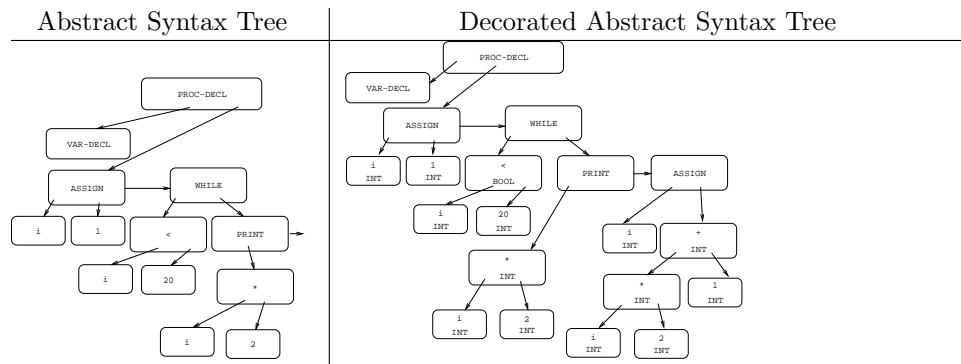 Abstract Syntax Tree
Decorated Abstract Syntax Tree
PROC-DECL
VAR-DECL
ASSIGN
WHILE
i
1
<
PRINT
i
20
*
i
2
PROC-DECL
VAR-DECL
ASSIGN
WHILE
i
INT
1
INT
<
BOOL
PRINT
ASSIGN
i
INT
20
INT
i
INT
+
INT
*
INT
*
INT
1
INT
i
INT
2
INT
i
INT
2
INT